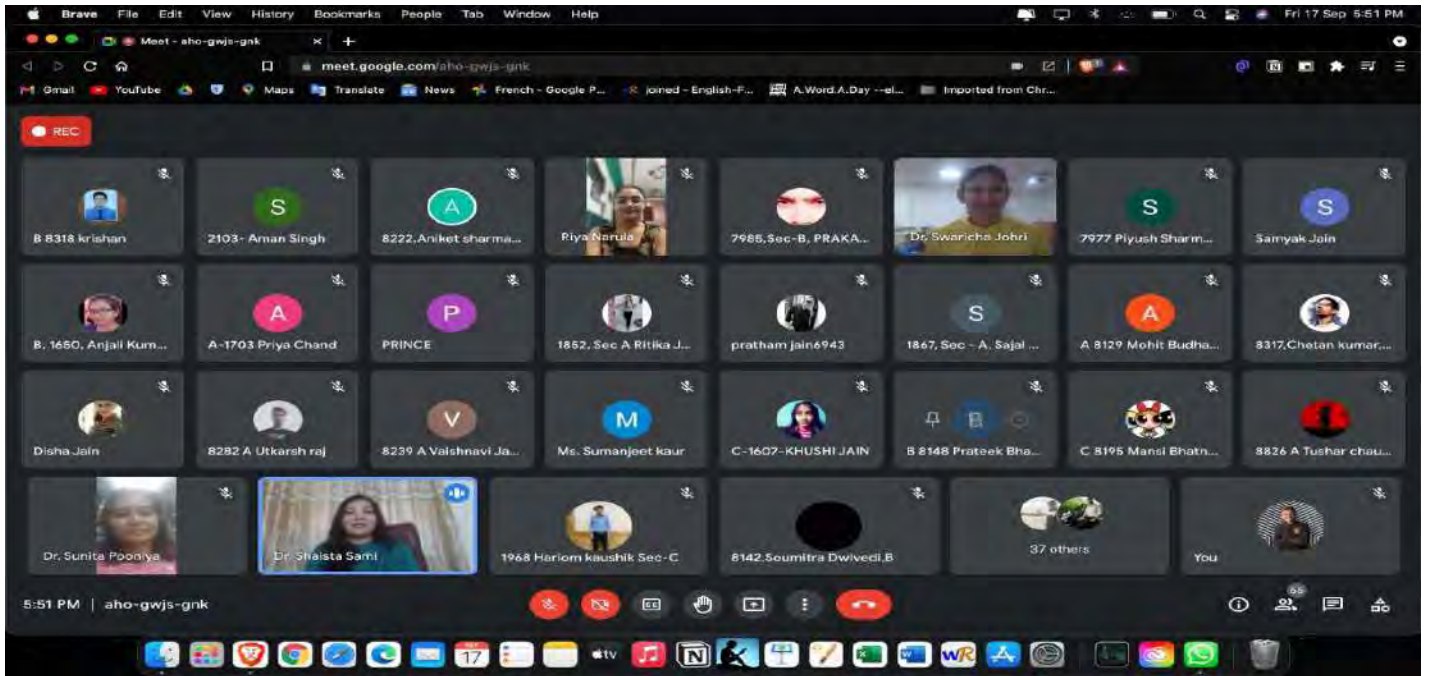 Brave File Edit View History Bookmarks People Tab Window Help Fri 17 Sep 5:51 PM
Meet - aho-gwjs-gnk
meet.google.com/aho-gwjs-gnk
Gmail YouTube Maps Translate News French - Google P... joined - English-F... A.Word.A.Day --el... Imported from Chr...
REC
B 8318 krishan 2103- Aman Singh 8222,Aniket sharma... Riya Narula 7985,Sec-B, PRAKA... Dr. Swaricha Johri 7977 Piyush Sharm... Samyak Jain
S A S S
B, 1650, Anjali Kum... A-1703 Priya Chand PRINCE 1852, Sec A Ritika J... pratham jain6943 1867, Sec - A, Sajal ... A 8129 Mohit Budha... 8317,Chetan kumar,...
A P S A
Disha Jain 8282 A Utkarsh raj 8239 A Vaishnavi Ja... Ms. Sumanjeet kaur C-1607-KHUSHI JAIN B 8148 Prateek Bha... C 8195 Mansi Bhatn... 8826 A Tushar chau...
V M B
Dr. Sunita Pooniya Dr. Shaista Sami 1968 Hariom kaushik Sec-C 8142,Soumitra Dwivedi,B 37 others You
5:51 PM | aho-gwjs-gnk CC 65
SEP 17 tv N X W WR